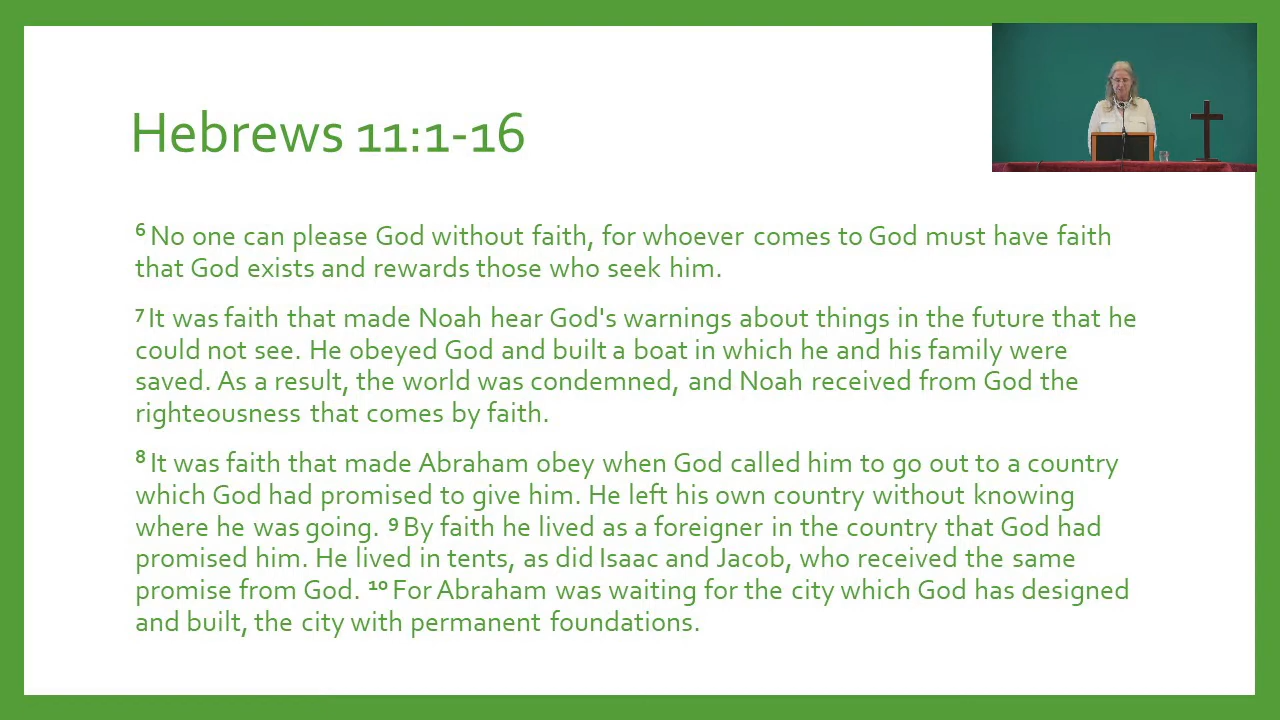 Hebrews 11:1-16
6 No one can please God without faith, for whoever comes to God must have faith
that God exists and rewards those who seek him.
7 It was faith that made Noah hear God's warnings about things in the future that he
could not see. He obeyed God and built a boat in which he and his family were
saved. As a result, the world was condemned, and Noah received from God the
righteousness that comes by faith.
8 It was faith that made Abraham obey when God called him to go out to a country
which God had promised to give him. He left his own country without knowing
where he was going. 9 By faith he lived as a foreigner in the country that God had
promised him. He lived in tents, as did Isaac and Jacob, who received the same
promise from God. 10 For Abraham was waiting for the city which God has designed
and built, the city with permanent foundations.